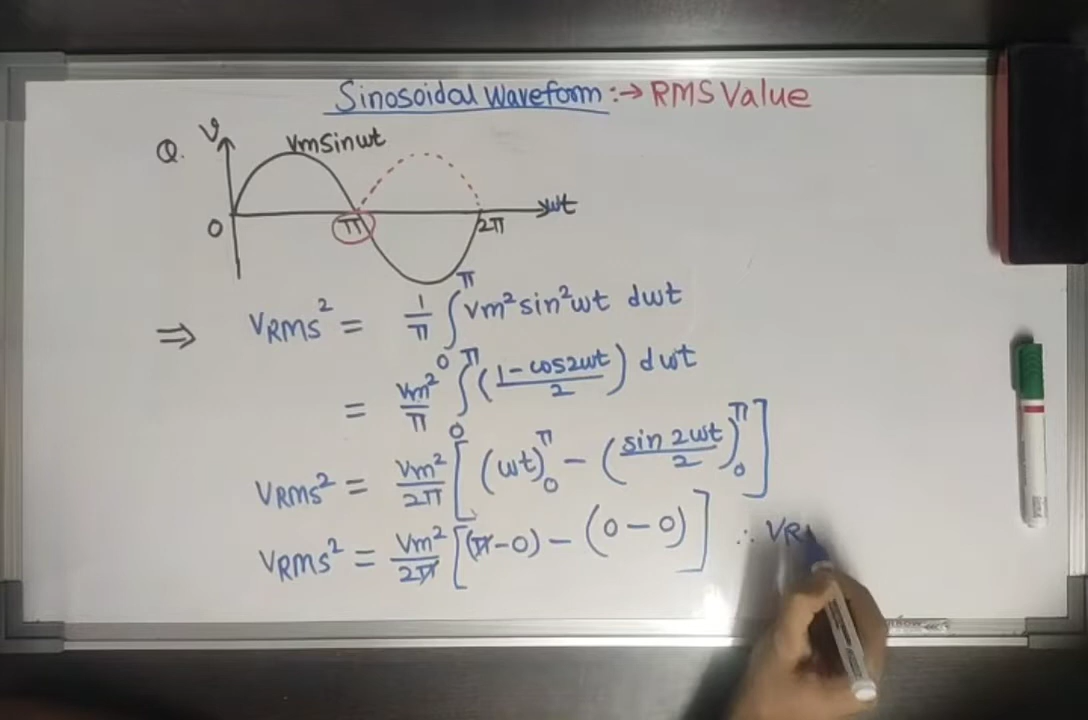 Sinosoidal Waveform :→ RMS Value
Q. v Vmsinωt
0 π 2π ωt
⇒ VRMS² = 1/π ∫₀^π Vm² sin²ωt dωt
= Vm²/π ∫₀^π (1 - cos2ωt / 2) dωt
VRMS² = Vm²/2π [(ωt)₀^π - (sin 2ωt / 2)₀^π]
VRMS² = Vm²/2π [(π - 0) - (0 - 0)] ∴ VR